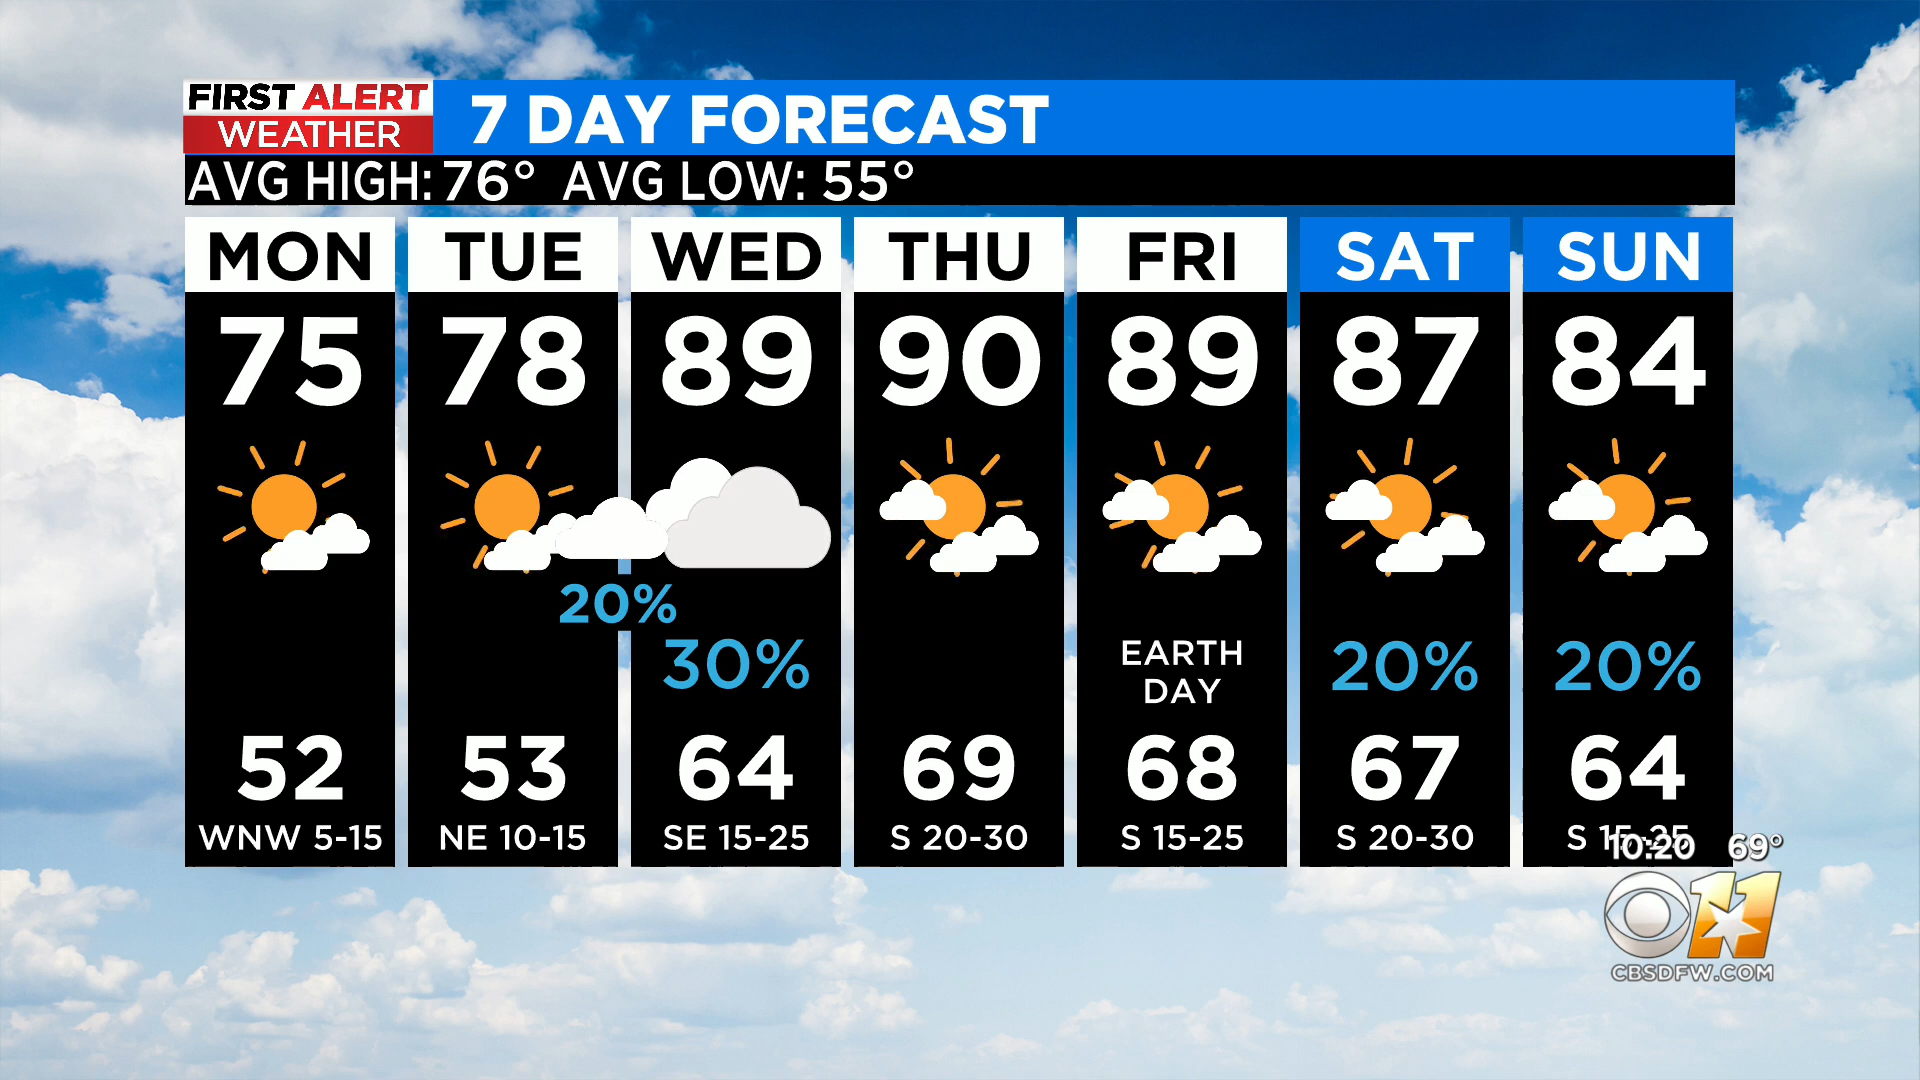 FIRST ALERT
WEATHER
7 DAY FORECAST
AVG HIGH: 76° AVG LOW: 55°
MON TUE WED THU FRI SAT SUN
75 78 89 90 89 87 84
20%
30% EARTH DAY 20% 20%
52 53 64 69 68 67 64
WNW 5-15 NE 10-15 SE 15-25 S 20-30 S 15-25 S 20-30 S 15-25
10:20 69°
11
CBSDFW.COM